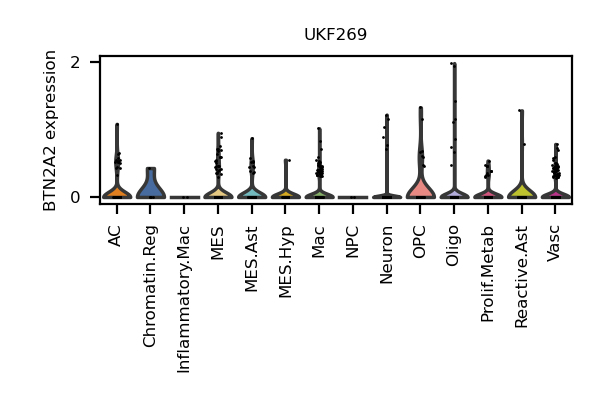 UKF269
BTN2A2 expression
2
0
AC
Chromatin.Reg
Inflammatory.Mac
MES
MES.Ast
MES.Hyp
Mac
NPC
Neuron
OPC
Oligo
Prolif.Metab
Reactive.Ast
Vasc